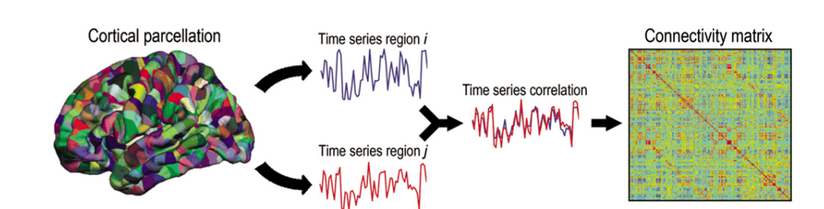 Cortical parcellation
Time series region i
Time series region j
Time series correlation
Connectivity matrix